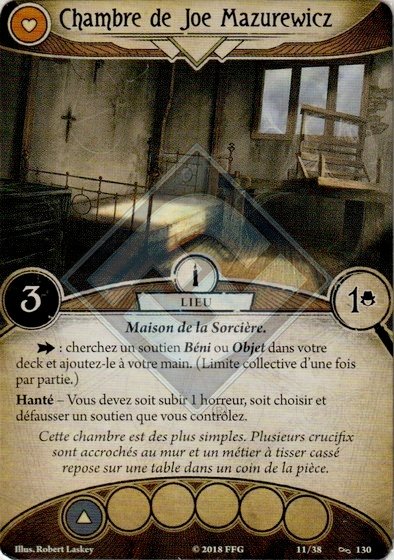 Chambre de Joe Mazurewicz
3
LIEU
1
Maison de la Sorcière.
: cherchez un soutien Béni ou Objet dans votre
deck et ajoutez-le à votre main. (Limite collective d'une fois
par partie.)
Hanté – Vous devez soit subir 1 horreur, soit choisir et
défausser un soutien que vous contrôlez.
Cette chambre est des plus simples. Plusieurs crucifix
sont accrochés au mur et un métier à tisser cassé
repose sur une table dans un coin de la pièce.
Illus. Robert Laskey
© 2018 FFG
11/38
130